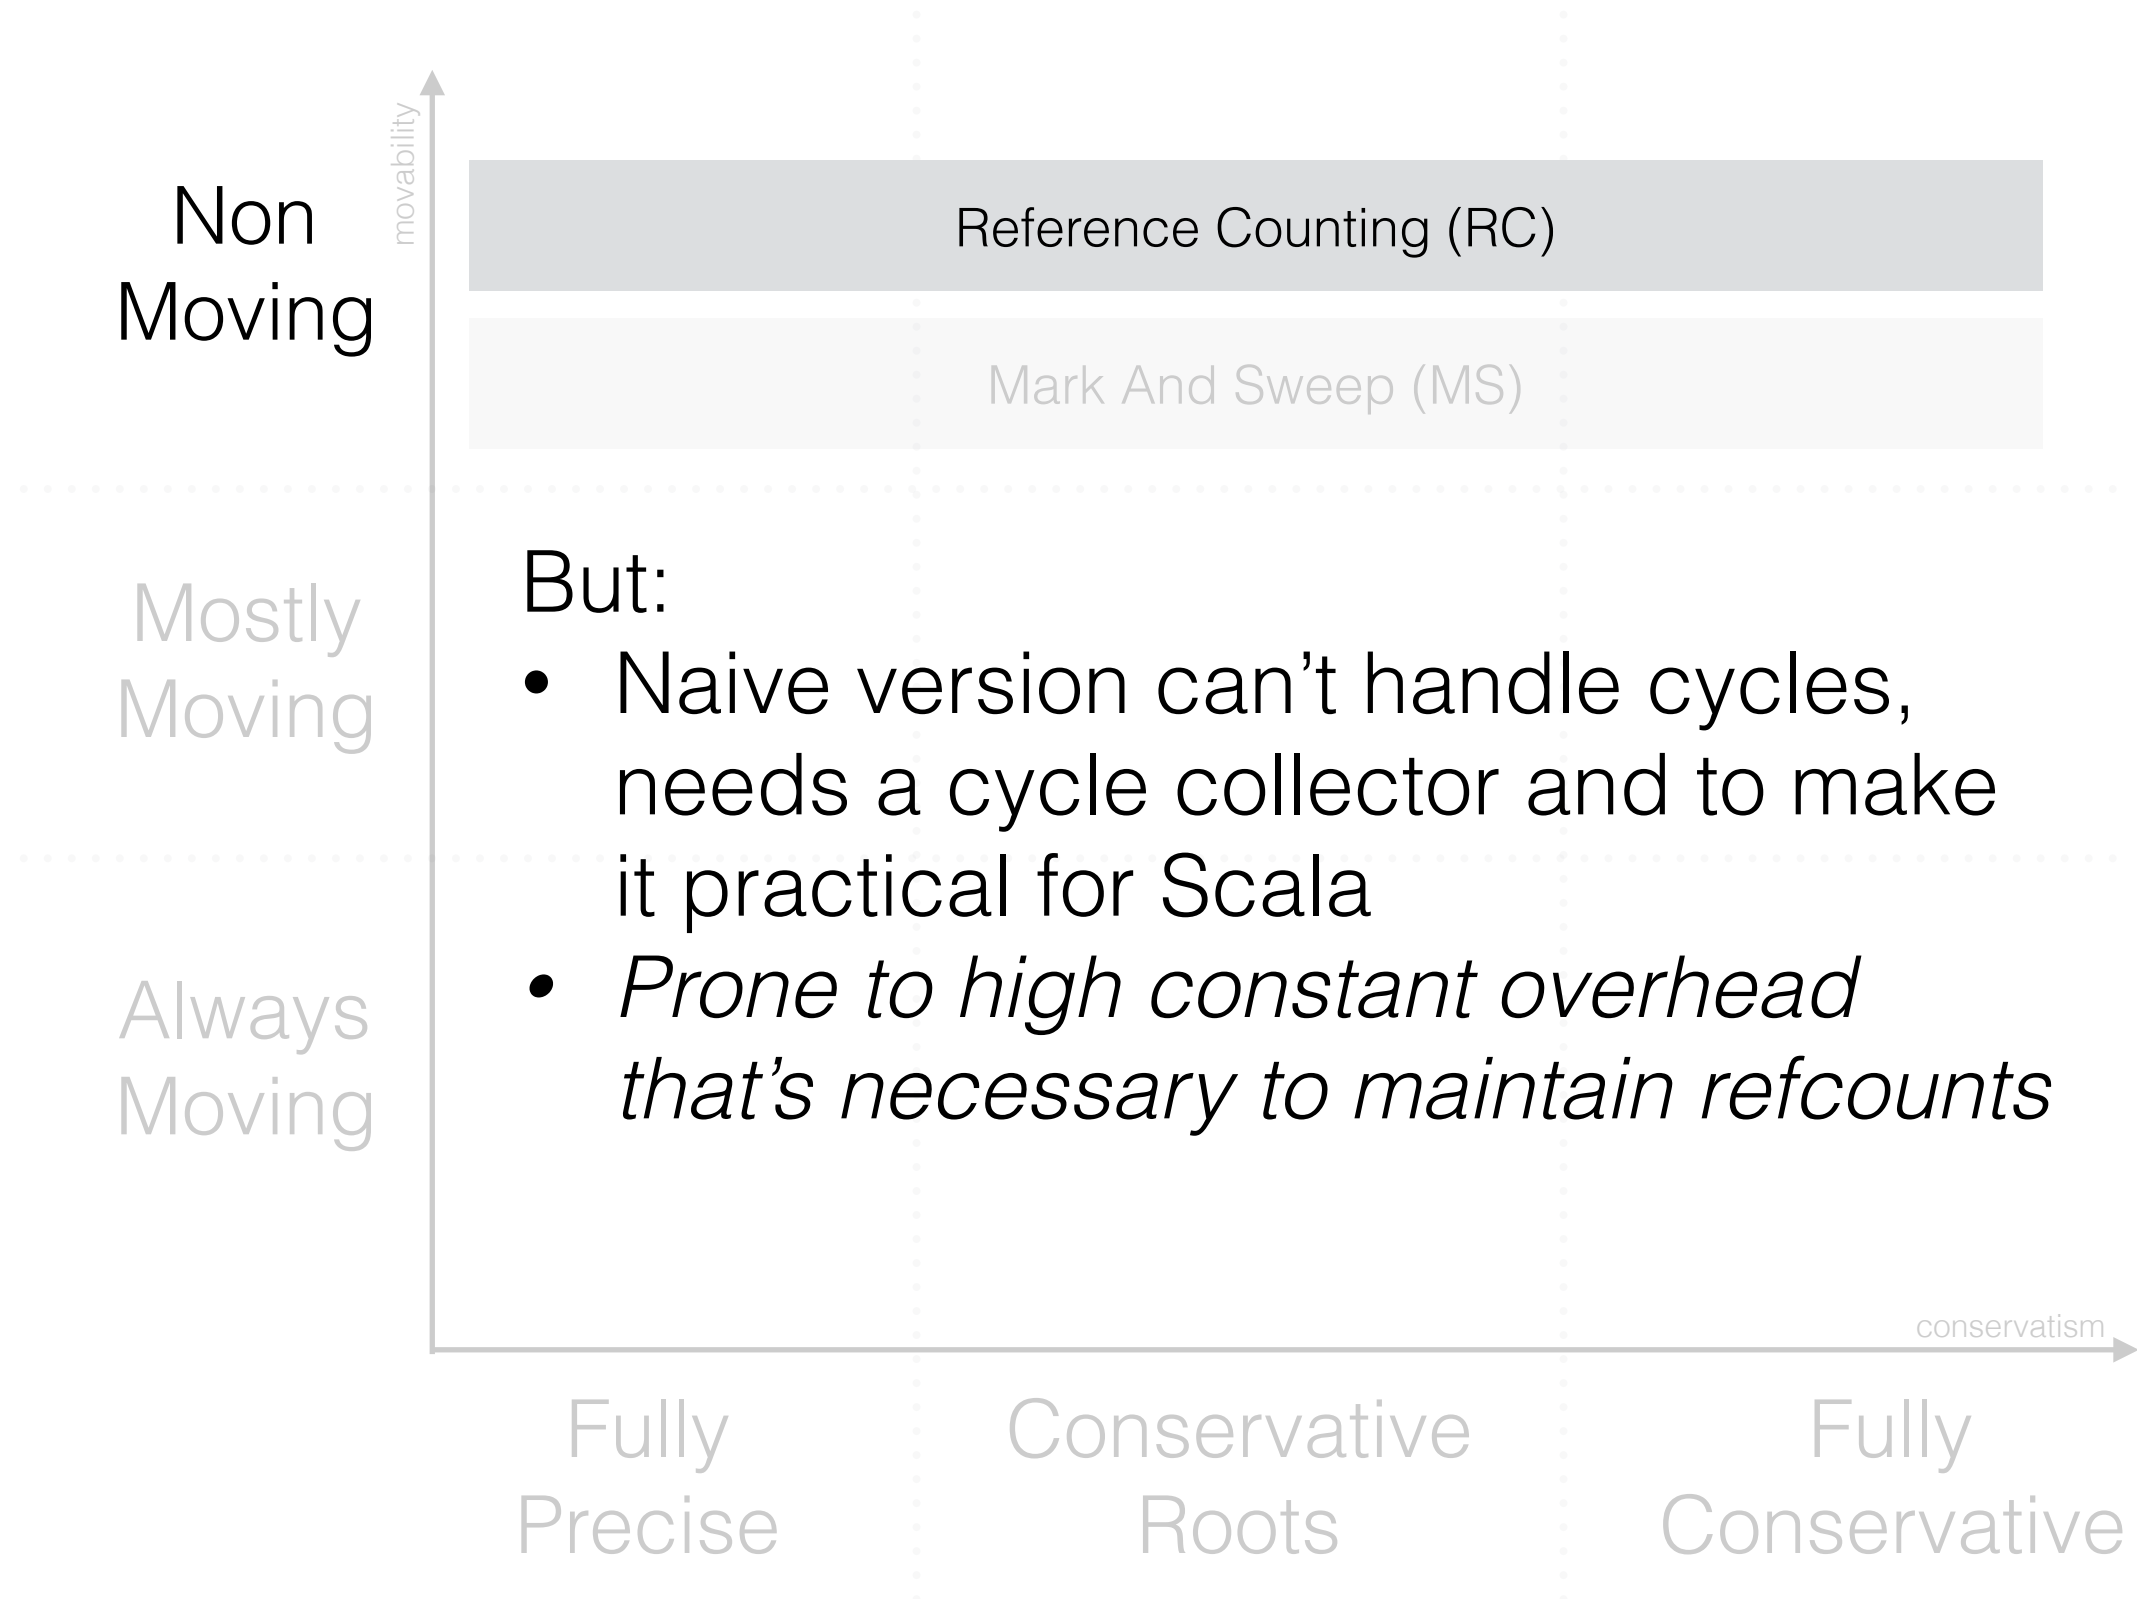 movability
Non
Moving
Reference Counting (RC)
Mark And Sweep (MS)
Mostly
Moving
Always
Moving
But:
• Naive version can’t handle cycles,
needs a cycle collector and to make
it practical for Scala
• Prone to high constant overhead
that’s necessary to maintain refcounts
conservatism
Fully
Precise
Conservative
Roots
Fully
Conservative